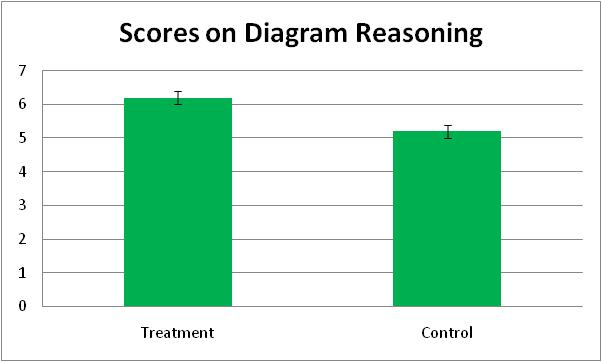 Scores on Diagram Reasoning
7
6
5
4
3
2
1
0
Treatment
Control